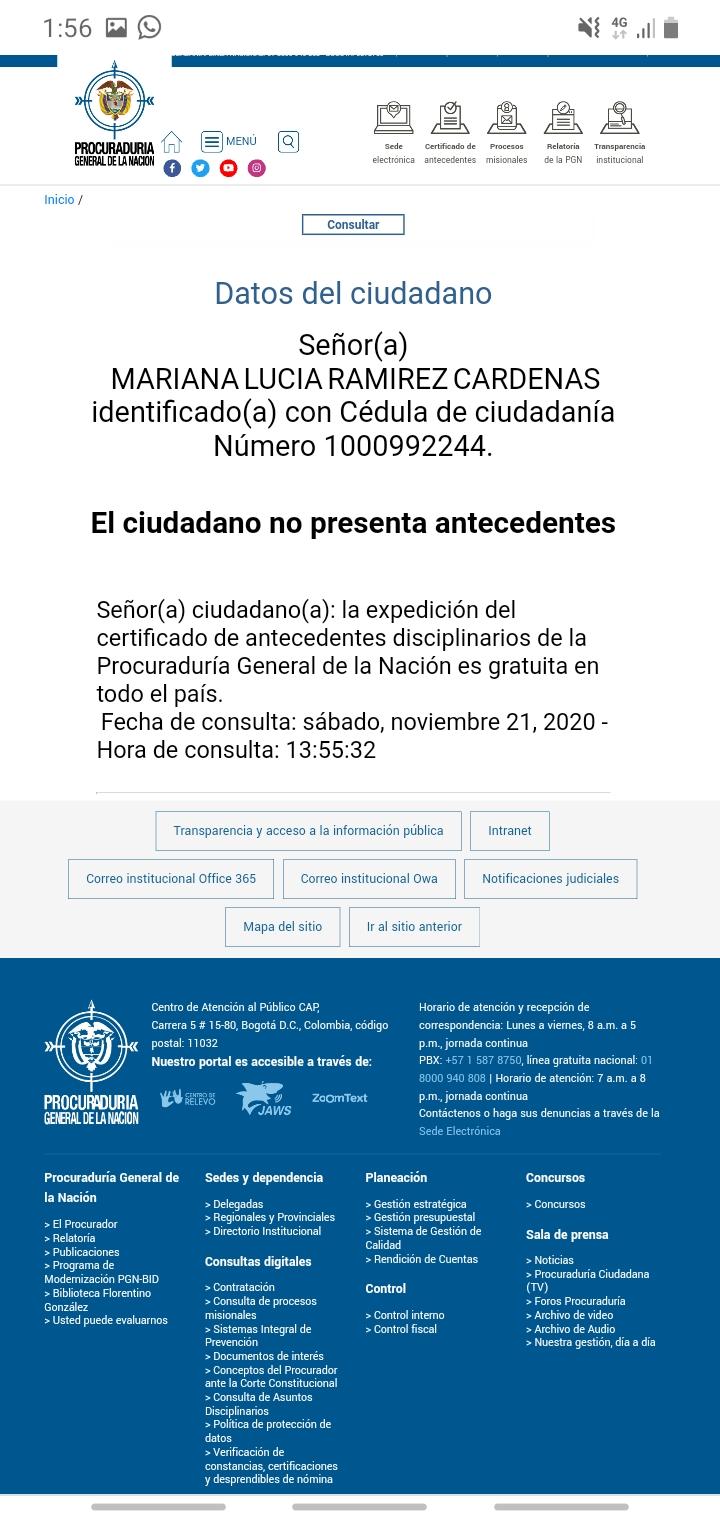 1:56
4G
PROCURADURIA
GENERAL DE LA NACION
MENÚ
Sede
electrónica
Certificado de
antecedentes
Procesos
misionales
Relatoría
de la PGN
Transparencia
institucional
Inicio /
Consultar
Datos del ciudadano
Señor(a)
MARIANA LUCIA RAMIREZ CARDENAS
identificado(a) con Cédula de ciudadanía
Número 1000992244.
El ciudadano no presenta antecedentes
Señor(a) ciudadano(a): la expedición del
certificado de antecedentes disciplinarios de la
Procuraduría General de la Nación es gratuita en
todo el país.
Fecha de consulta: sábado, noviembre 21, 2020 -
Hora de consulta: 13:55:32
Transparencia y acceso a la información pública
Intranet
Correo institucional Office 365
Correo institucional Owa
Notificaciones judiciales
Mapa del sitio
Ir al sitio anterior
PROCURADURIA
GENERAL DE LA NACION
Centro de Atención al Público CAP,
Carrera 5 # 15-80, Bogotá D.C., Colombia, código
postal: 11032
Nuestro portal es accesible a través de:
CENTRO DE
RELEVO
JAWS
ZoomText
Horario de atención y recepción de
correspondencia: Lunes a viernes, 8 a.m. a 5
p.m., jornada continua
PBX: +57 1 587 8750, línea gratuita nacional: 01
8000 940 808 | Horario de atención: 7 a.m. a 8
p.m., jornada continua
Contáctenos o haga sus denuncias a través de la
Sede Electrónica
Procuraduría General de
la Nación
> El Procurador
> Relatoría
> Publicaciones
> Programa de
Modernización PGN-BID
> Biblioteca Florentino
González
> Usted puede evaluarnos
Sedes y dependencia
> Delegadas
> Regionales y Provinciales
> Directorio Institucional
Consultas digitales
> Contratación
> Consulta de procesos
misionales
> Sistemas Integral de
Prevención
> Documentos de interés
> Conceptos del Procurador
ante la Corte Constitucional
> Consulta de Asuntos
Disciplinarios
> Política de protección de
datos
> Verificación de
constancias, certificaciones
y desprendibles de nómina
Planeación
> Gestión estratégica
> Gestión presupuestal
> Sistema de Gestión de
Calidad
> Rendición de Cuentas
Control
> Control interno
> Control fiscal
Concursos
> Concursos
Sala de prensa
> Noticias
> Procuraduría Ciudadana
(TV)
> Foros Procuraduría
> Archivo de video
> Archivo de Audio
> Nuestra gestión, día a día